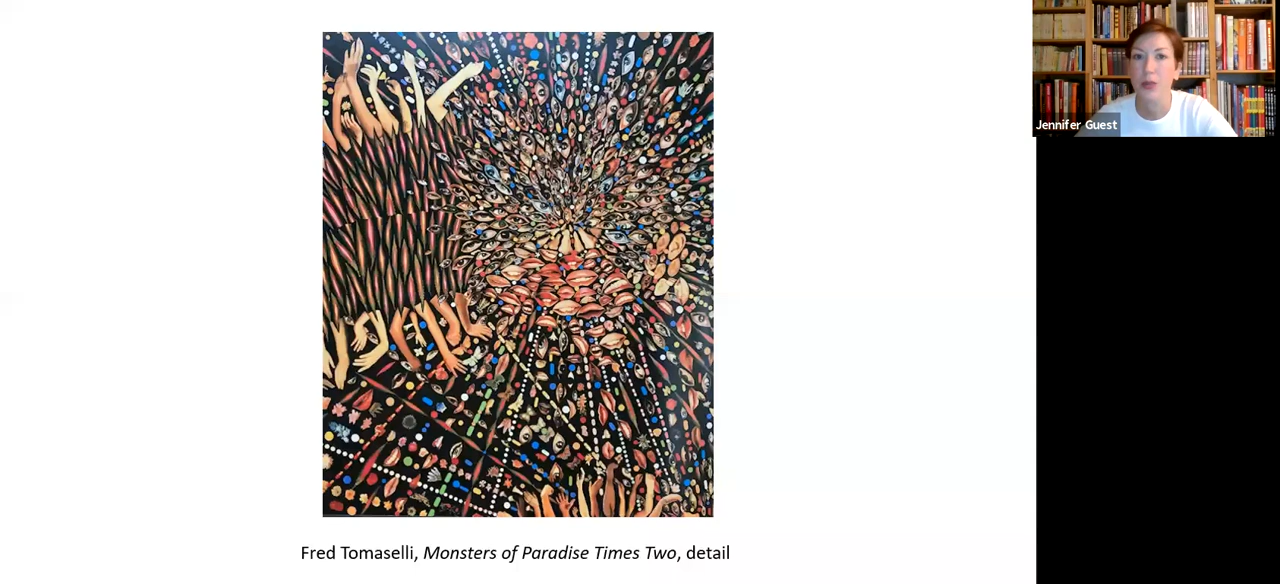 Jennifer Guest
Fred Tomaselli, Monsters of Paradise Times Two, detail